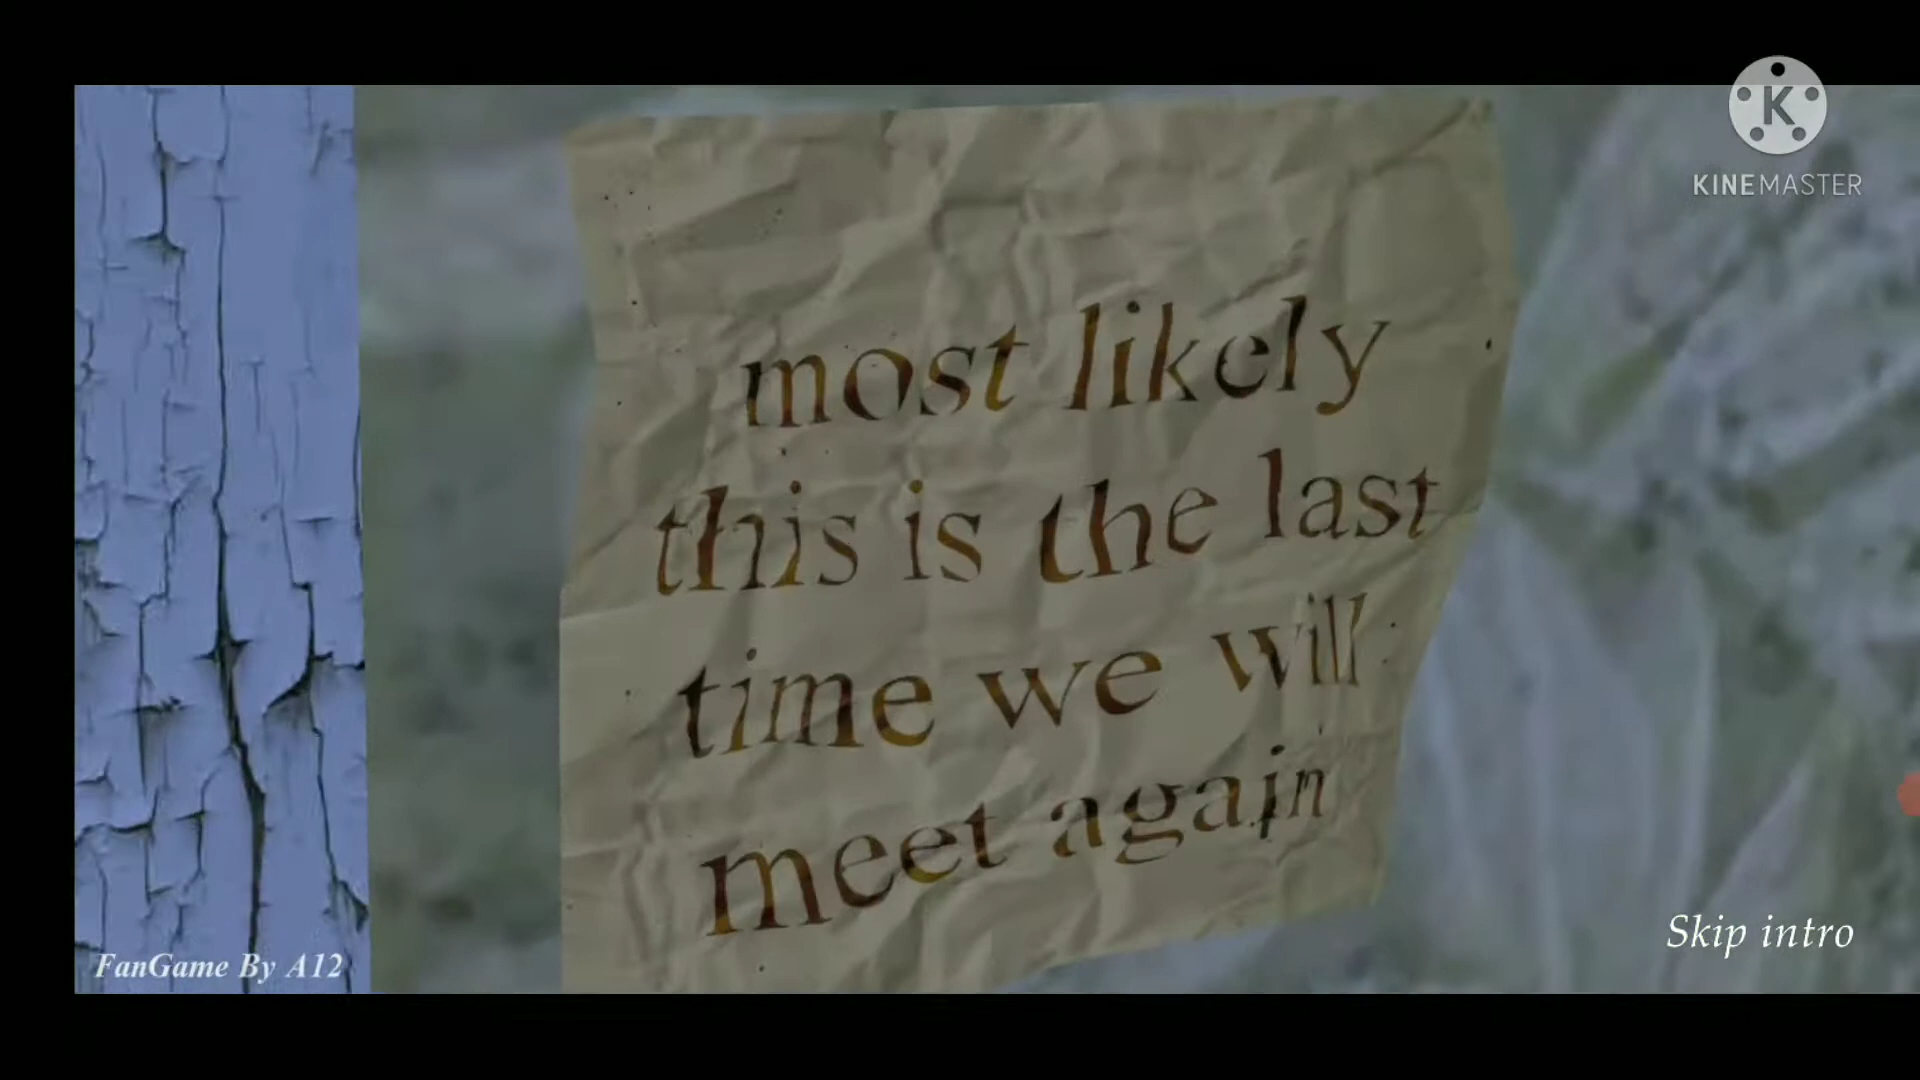 K
KINEMASTER
most likely
this is the last
time we will
meet again
Skip intro
FanGame By A12